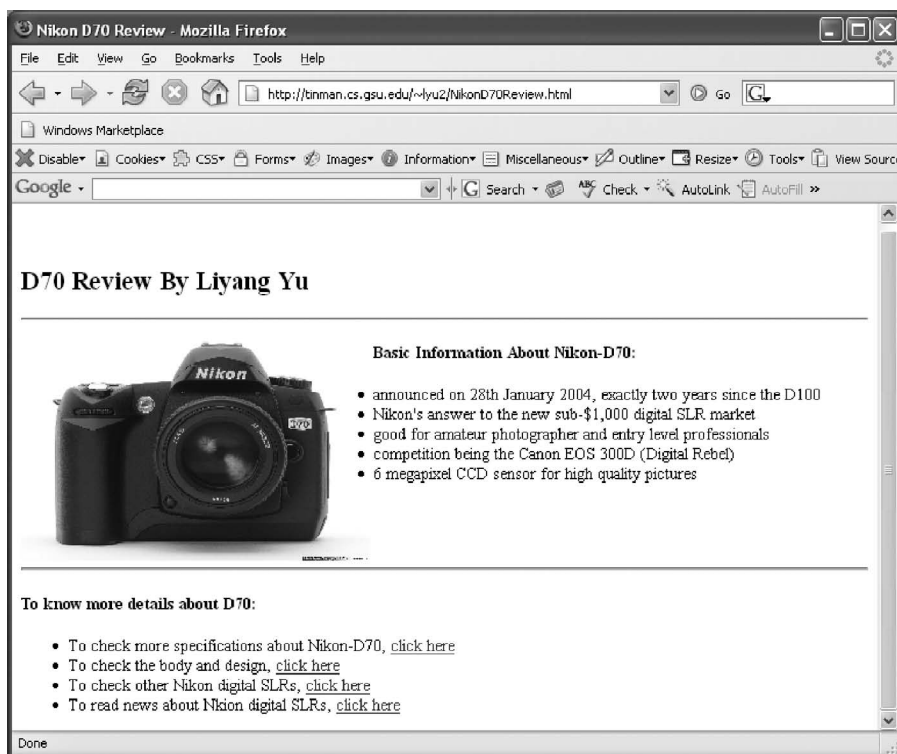 Nikon D70 Review - Mozilla Firefox
File Edit View Go Bookmarks Tools Help
http://tinman.cs.gsu.edu/~lyu2/NikonD70Review.html Go G
Windows Marketplace
Disable Cookies CSS Forms Images Information Miscellaneous Outline Resize Tools View Sourc
Google Search ABC Check AutoLink AutoFill »
D70 Review By Liyang Yu
Nikon
D70
Basic Information About Nikon-D70:
• announced on 28th January 2004, exactly two years since the D100
• Nikon's answer to the new sub-$1,000 digital SLR market
• good for amateur photographer and entry level professionals
• competition being the Canon EOS 300D (Digital Rebel)
• 6 megapixel CCD sensor for high quality pictures
To know more details about D70:
• To check more specifications about Nikon-D70, click here
• To check the body and design, click here
• To check other Nikon digital SLRs, click here
• To read news about Nkion digital SLRs, click here
Done